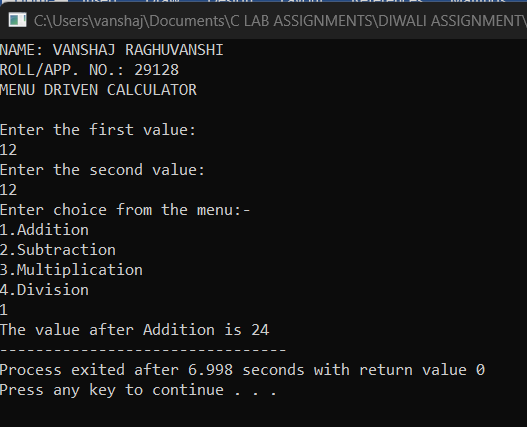 C:\Users\vanshaj\Documents\C LAB ASSIGNMENTS\DIWALI ASSIGNMENT\
NAME: VANSHAJ RAGHUVANSHI
ROLL/APP. NO.: 29128
MENU DRIVEN CALCULATOR
Enter the first value:
12
Enter the second value:
12
Enter choice from the menu:-
1.Addition
2.Subtraction
3.Multiplication
4.Division
1
The value after Addition is 24
--------------------------------
Process exited after 6.998 seconds with return value 0
Press any key to continue . . .